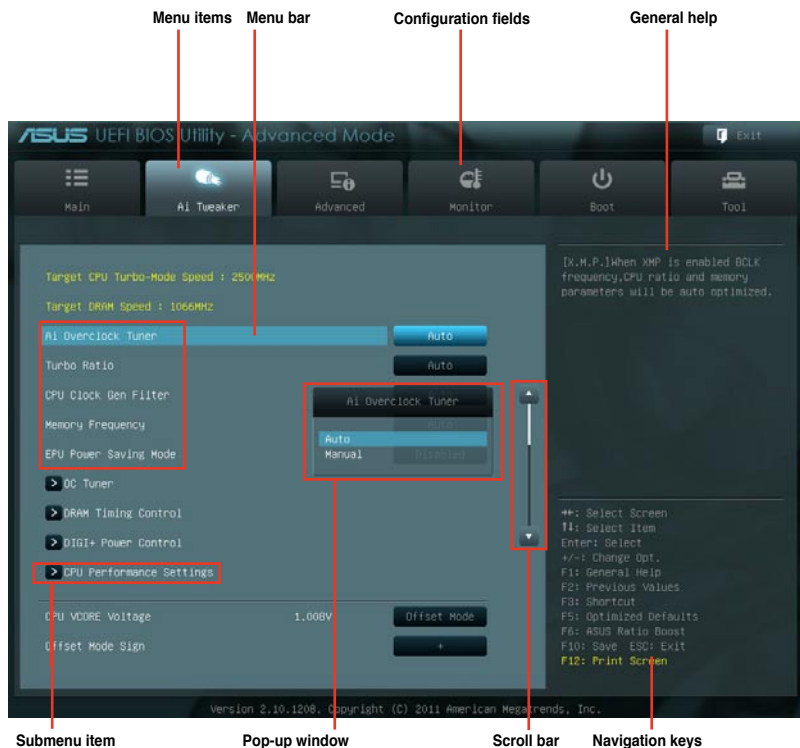 Menu items Menu bar Configuration fields General help
ASUS UEFI BIOS Utility - Advanced Mode Exit
Main Ai Tweaker Advanced Monitor Boot Tool
Target CPU Turbo-Mode Speed : 2500MHz
Target DRAM Speed : 1066MHz
Ai Overclock Tuner Auto
Turbo Ratio Auto
CPU Clock Gen Filter
Memory Frequency Auto
EPU Power Saving Mode Disabled
> OC Tuner
> DRAM Timing Control
> DIGI+ Power Control
> CPU Performance Settings
CPU VCORE Voltage 1.008V Offset Mode
Offset Mode Sign +
Ai Overclock Tuner
Auto
Manual
[X.M.P.]When XMP is enabled BCLK
frequency,CPU ratio and memory
parameters will be auto optimized.
→←: Select Screen
↑↓: Select Item
Enter: Select
+/-: Change Opt.
F1: General Help
F2: Previous Values
F3: Shortcut
F5: Optimized Defaults
F6: ASUS Ratio Boost
F10: Save ESC: Exit
F12: Print Screen
Version 2.10.1208. Copyright (C) 2011 American Megatrends, Inc.
Submenu item Pop-up window Scroll bar Navigation keys